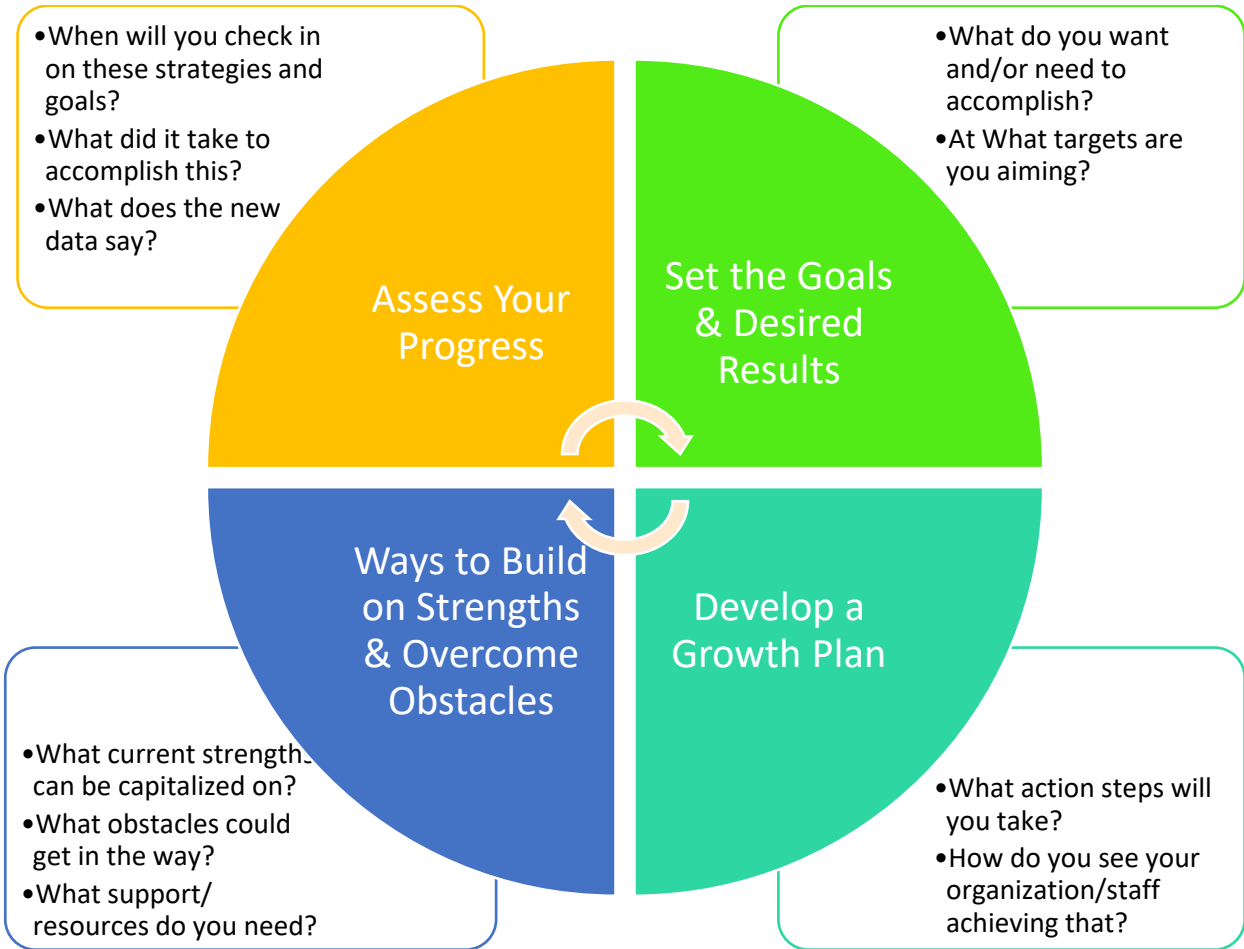 •When will you check in
on these strategies and
goals?
•What did it take to
accomplish this?
•What does the new
data say?
•What do you want
and/or need to
accomplish?
•At What targets are
you aiming?
Assess Your
Progress
Set the Goals
& Desired
Results
Ways to Build
on Strengths
& Overcome
Obstacles
Develop a
Growth Plan
•What current strengths
can be capitalized on?
•What obstacles could
get in the way?
•What support/
resources do you need?
•What action steps will
you take?
•How do you see your
organization/staff
achieving that?